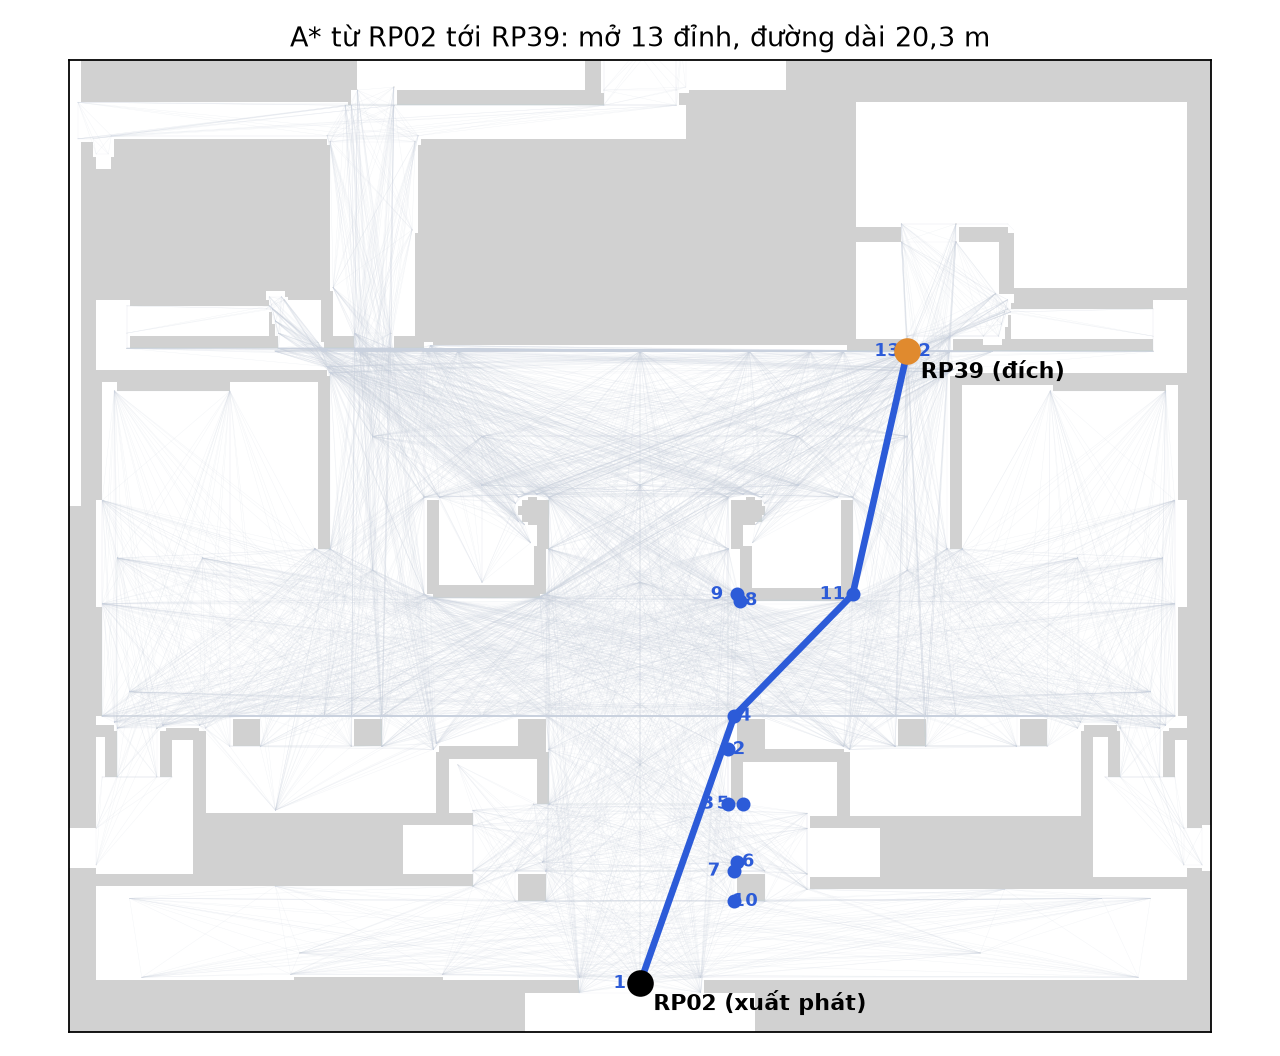 A* từ RP02 tới RP39: mở 13 đỉnh, đường dài 20,3 m
13 2
RP39 (đích)
9 8 11
4
2
3 5
6
7
10
1
RP02 (xuất phát)